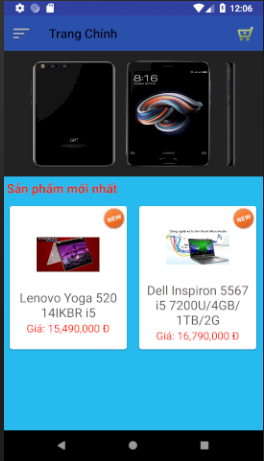 12:06
Trang Chính
8:16
Sản phẩm mới nhất
NEW
NEW
Lenovo Yoga 520
14IKBR i5
Giá: 15,490,000 Đ
Dell Inspiron 5567
i5 7200U/4GB/
1TB/2G
Giá: 16,790,000 Đ